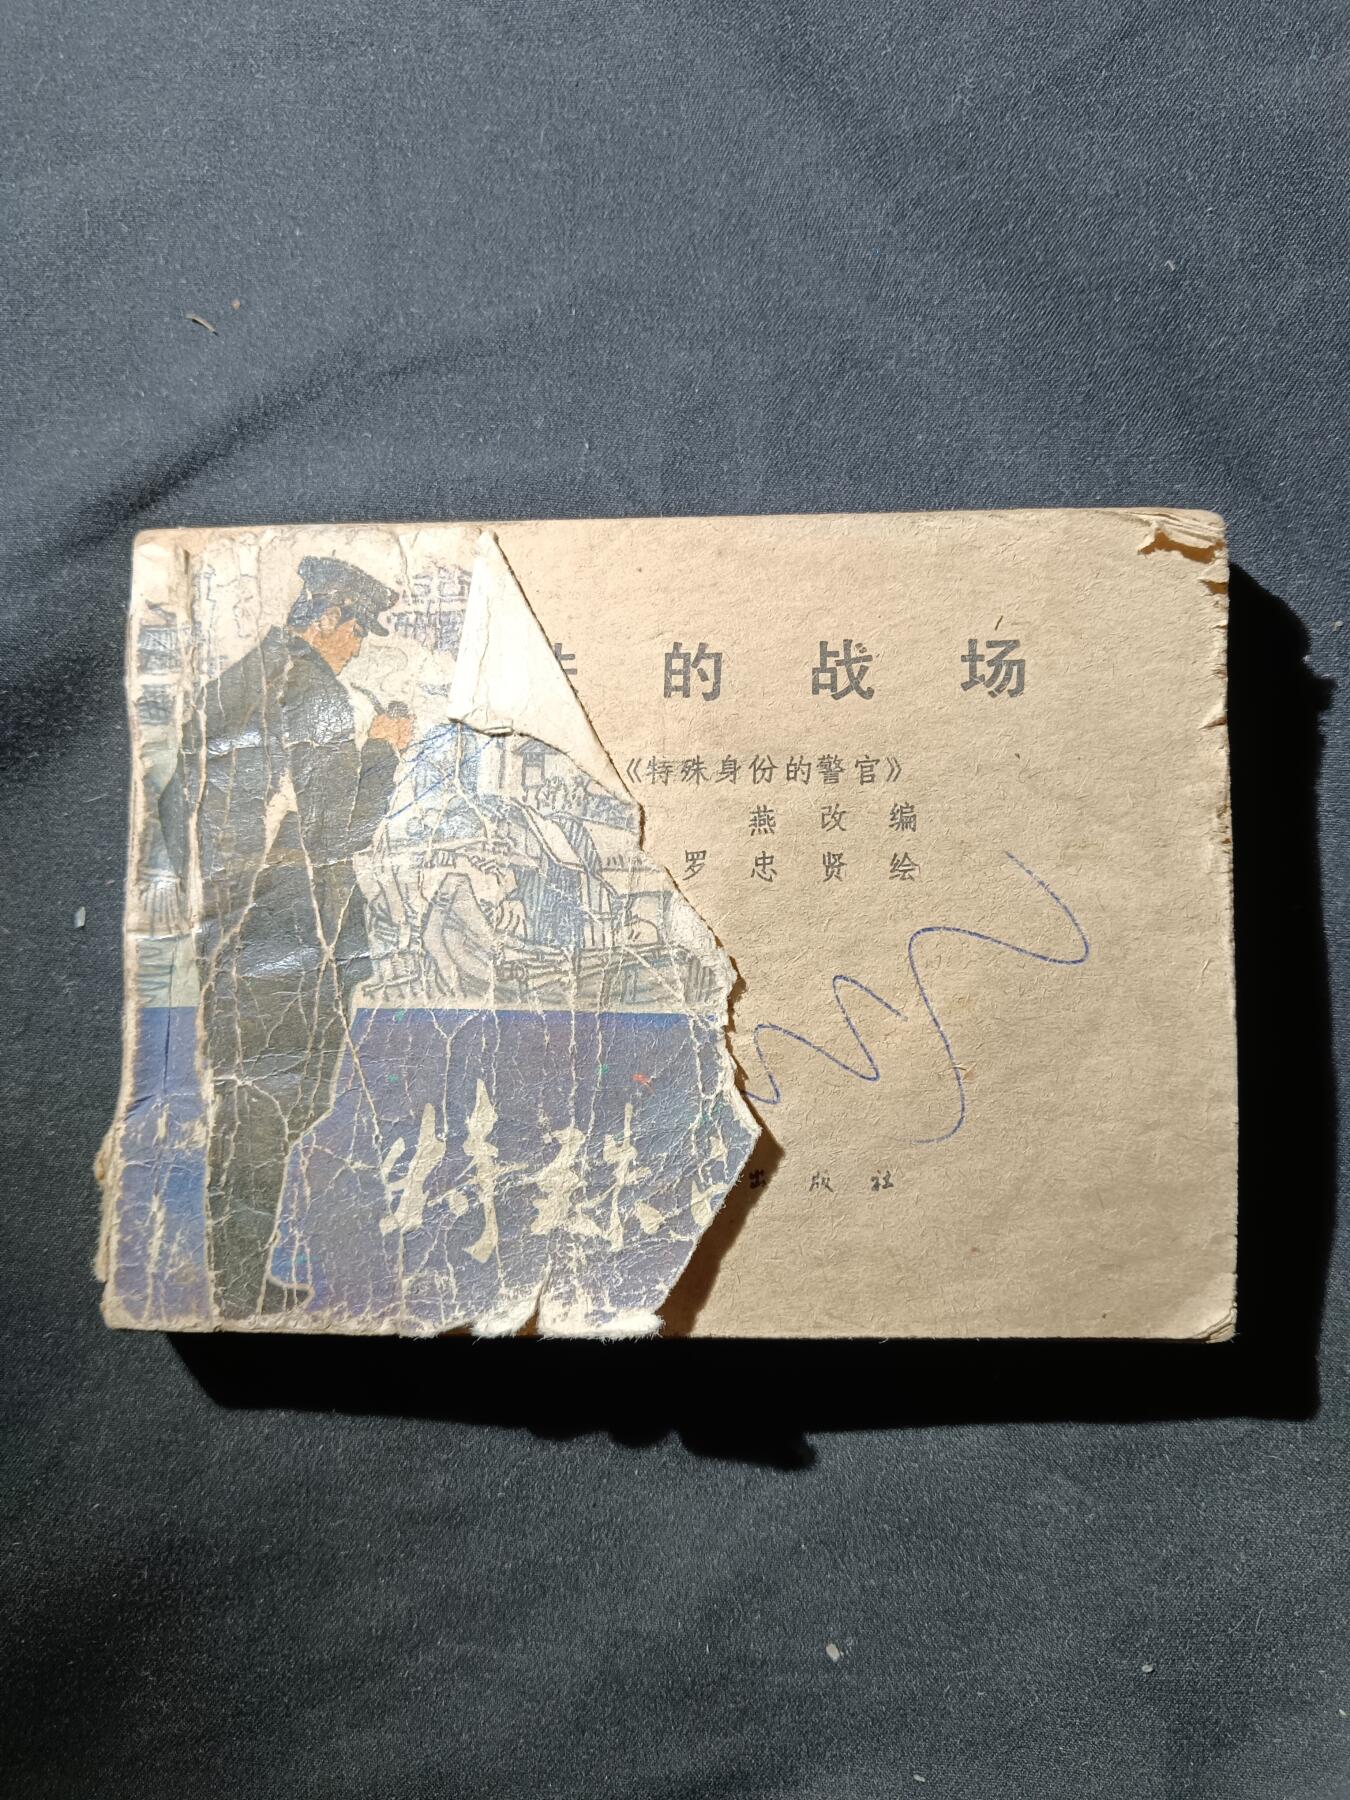 的战场
《特殊身份的警官》
燕改编
罗忠贤绘
出版社
特殊